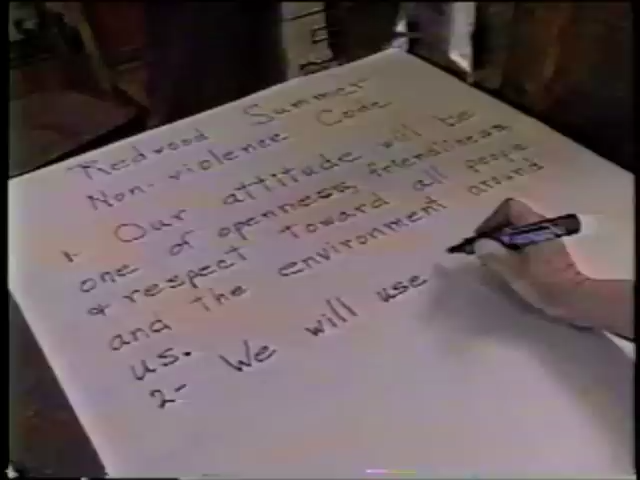 Redwood Summer
Non-violence Code
1. Our attitude will be
one of openness, friendliness
& respect toward all people
and the environment around
us.
2- We will use